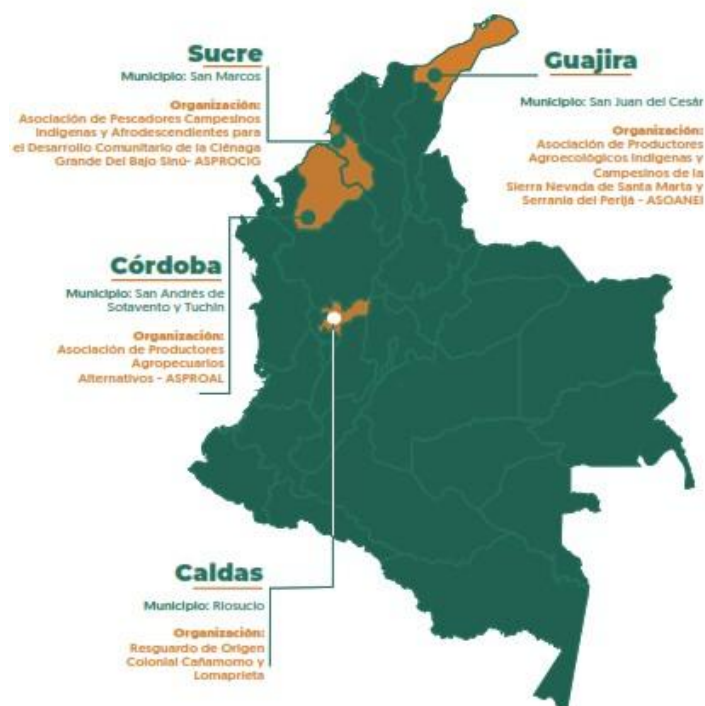 Sucre
Municipio: San Marcos
Organización:
Asociación de Pescadores Campesinos
Indígenas y Afrodescendientes para
el Desarrollo Comunitario de la Ciénaga
Grande Del Bajo Sinú- ASPROCIG
Guajira
Municipio: San Juan del Cesár
Organización:
Asociación de Productores
Agroecológicos Indígenas y
Campesinos de la
Sierra Nevada de Santa Marta y
Serranía del Perijá - ASOANEI
Córdoba
Municipio: San Andrés de
Sotavento y Tuchín
Organización:
Asociación de Productores
Agropecuarios
Alternativos - ASPROAL
Caldas
Municipio: Riosucio
Organización:
Resguardo de Origen
Colonial Cañamomo y
Lomaprieta